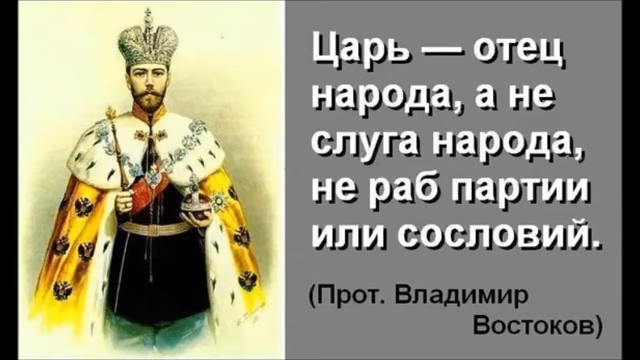 Царь — отец
народа, а не
слуга народа,
не раб партии
или сословий.
(Прот. Владимир
Востоков)